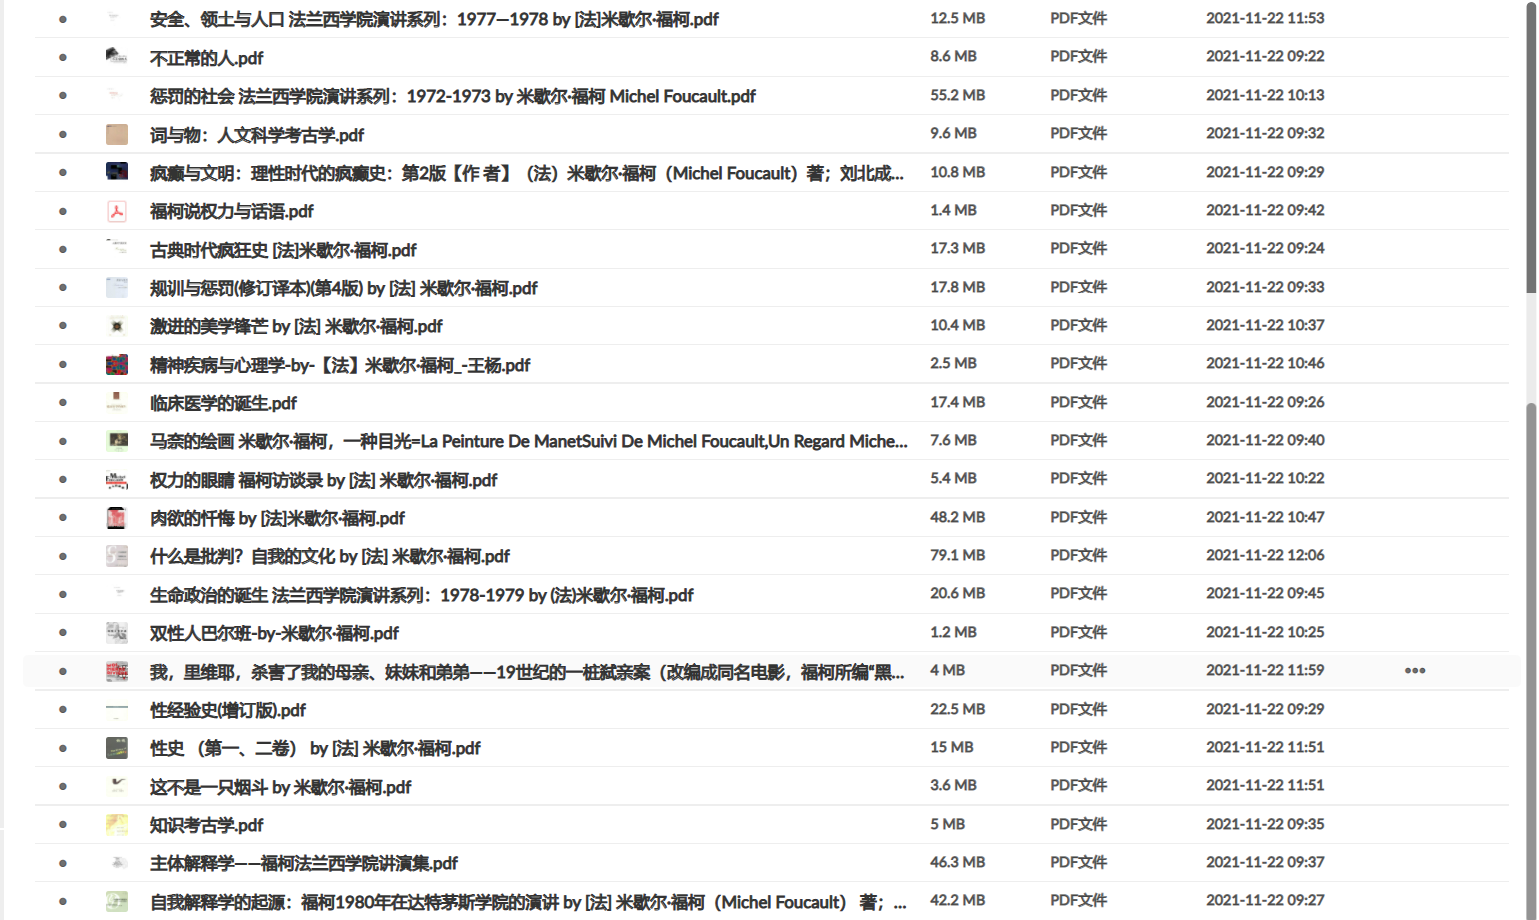 安全、领土与人口 法兰西学院演讲系列：1977—1978 by [法]米歇尔·福柯.pdf 12.5 MB PDF文件 2021-11-22 11:53
不正常的人.pdf 8.6 MB PDF文件 2021-11-22 09:22
惩罚的社会 法兰西学院演讲系列：1972-1973 by 米歇尔·福柯 Michel Foucault.pdf 55.2 MB PDF文件 2021-11-22 10:13
词与物：人文科学考古学.pdf 9.6 MB PDF文件 2021-11-22 09:32
疯癫与文明：理性时代的疯癫史：第2版【作 者】（法）米歇尔·福柯（Michel Foucault）著；刘北成... 10.8 MB PDF文件 2021-11-22 09:29
福柯说权力与话语.pdf 1.4 MB PDF文件 2021-11-22 09:42
古典时代疯狂史 [法]米歇尔·福柯.pdf 17.3 MB PDF文件 2021-11-22 09:24
规训与惩罚(修订译本)(第4版) by [法] 米歇尔·福柯.pdf 17.8 MB PDF文件 2021-11-22 09:33
激进的美学锋芒 by [法] 米歇尔·福柯.pdf 10.4 MB PDF文件 2021-11-22 10:37
精神疾病与心理学-by-【法】米歇尔·福柯_-王杨.pdf 2.5 MB PDF文件 2021-11-22 10:46
临床医学的诞生.pdf 17.4 MB PDF文件 2021-11-22 09:26
马奈的绘画 米歇尔·福柯，一种目光=La Peinture De ManetSuivi De Michel Foucault,Un Regard Miche... 7.6 MB PDF文件 2021-11-22 09:40
权力的眼睛 福柯访谈录 by [法] 米歇尔·福柯.pdf 5.4 MB PDF文件 2021-11-22 10:22
肉欲的忏悔 by [法]米歇尔·福柯.pdf 48.2 MB PDF文件 2021-11-22 10:47
什么是批判？自我的文化 by [法] 米歇尔·福柯.pdf 79.1 MB PDF文件 2021-11-22 12:06
生命政治的诞生 法兰西学院演讲系列：1978-1979 by (法)米歇尔·福柯.pdf 20.6 MB PDF文件 2021-11-22 09:45
双性人巴尔班-by-米歇尔·福柯.pdf 1.2 MB PDF文件 2021-11-22 10:25
我，里维耶，杀害了我的母亲、妹妹和弟弟——19世纪的一桩弑亲案（改编成同名电影，福柯所编“黑... 4 MB PDF文件 2021-11-22 11:59
性经验史(增订版).pdf 22.5 MB PDF文件 2021-11-22 09:29
性史 （第一、二卷） by [法] 米歇尔·福柯.pdf 15 MB PDF文件 2021-11-22 11:51
这不是一只烟斗 by 米歇尔·福柯.pdf 3.6 MB PDF文件 2021-11-22 11:51
知识考古学.pdf 5 MB PDF文件 2021-11-22 09:35
主体解释学——福柯法兰西学院讲演集.pdf 46.3 MB PDF文件 2021-11-22 09:37
自我解释学的起源：福柯1980年在达特茅斯学院的演讲 by [法] 米歇尔·福柯（Michel Foucault） 著；... 42.2 MB PDF文件 2021-11-22 09:27